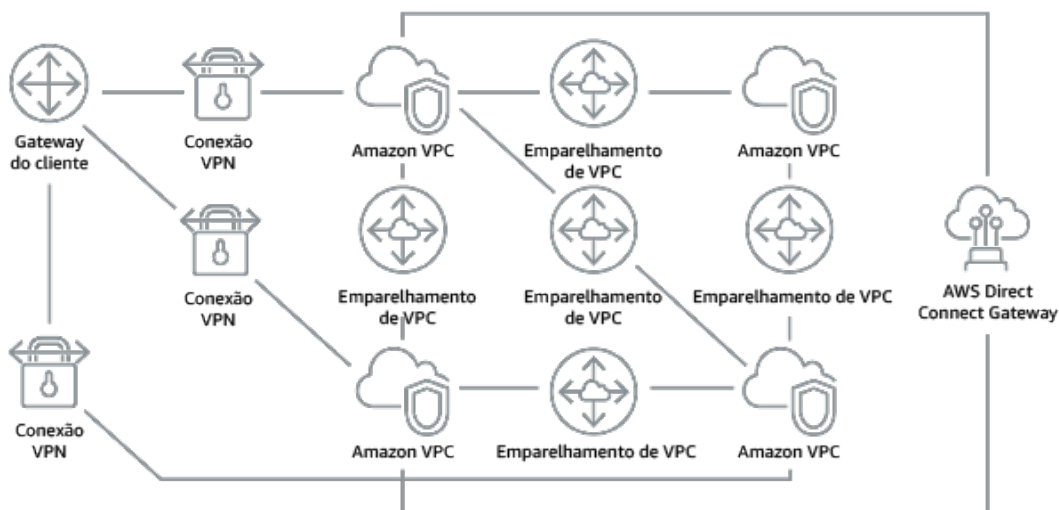 Gateway
do cliente
Conexão
VPN
Amazon VPC
Emparelhamento
de VPC
Amazon VPC
Conexão
VPN
Emparelhamento
de VPC
Emparelhamento
de VPC
Emparelhamento de VPC
AWS Direct
Connect Gateway
Conexão
VPN
Amazon VPC
Emparelhamento de VPC
Amazon VPC